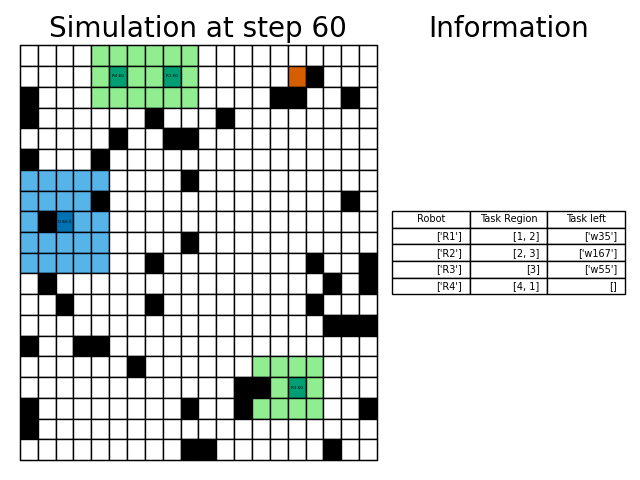 Simulation at step 60
Information
Robot Task Region Task left
['R1'] [1, 2] ['w35']
['R2'] [2, 3] ['w167']
['R3'] [3] ['w55']
['R4'] [4, 1] []